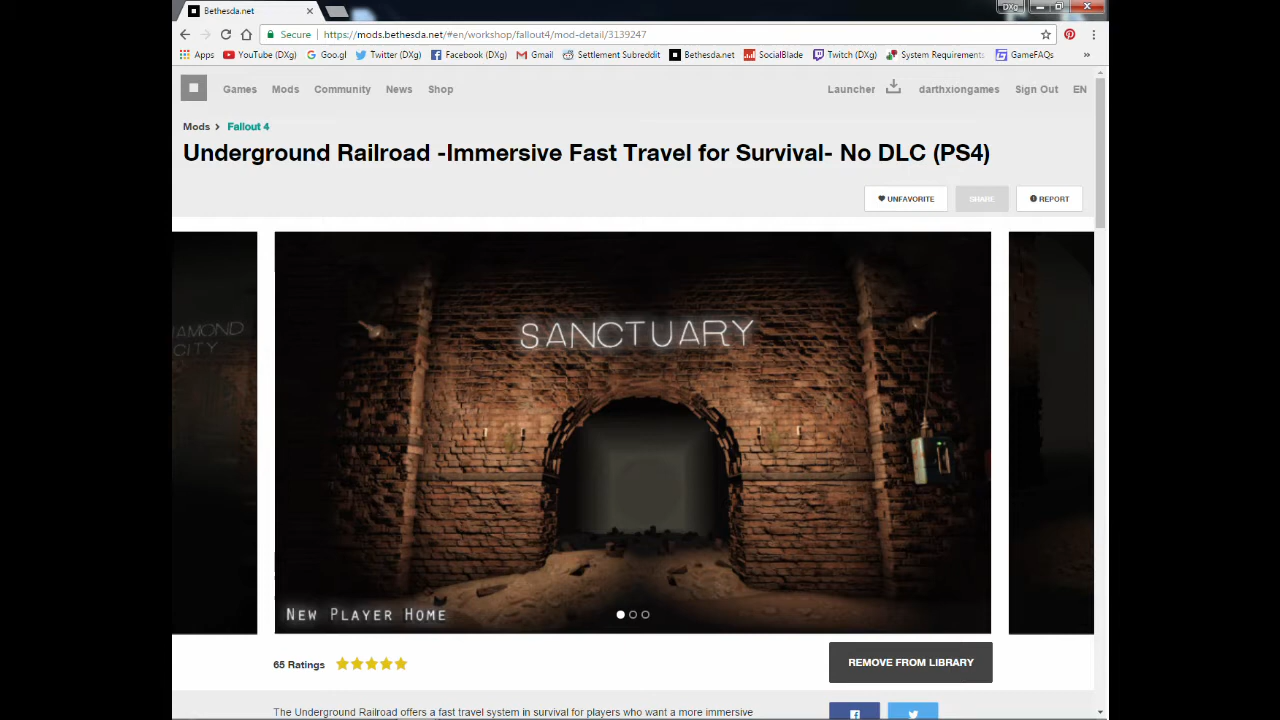 Bethesda.net
DXg
Secure
https://mods.bethesda.net/#en/workshop/fallout4/mod-detail/3139247
Apps YouTube (DXg) Goo.gl Twitter (DXg) Facebook (DXg) Gmail Settlement Subreddit Bethesda.net SocialBlade Twitch (DXg) System Requirements GameFAQs »
Games Mods Community News Shop Launcher darthxiongames Sign Out EN
Mods > Fallout 4
Underground Railroad -Immersive Fast Travel for Survival- No DLC (PS4)
UNFAVORITE SHARE REPORT
DIAMOND
CITY
SANCTUARY
NEW PLAYER HOME
65 Ratings
REMOVE FROM LIBRARY
The Underground Railroad offers a fast travel system in survival for players who want a more immersive